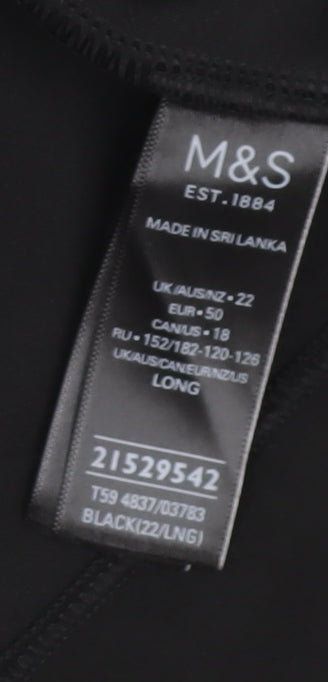 M&S
EST.1884
MADE IN SRI LANKA
UK/AUS/NZ•22
EUR•50
CAN/US•18
RU•152/182-120-126
UK/AUS/CAN/EUR/NZ/US
LONG
21529542
T59 4837/03783
BLACK(22/LNG)